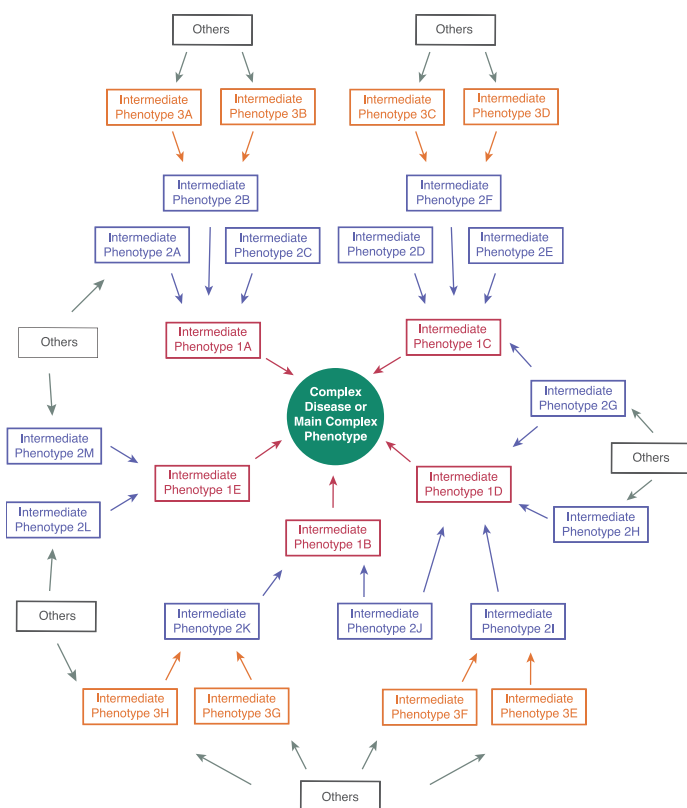 Others
Others
Intermediate
Phenotype 3A
Intermediate
Phenotype 3B
Intermediate
Phenotype 3C
Intermediate
Phenotype 3D
Intermediate
Phenotype 2B
Intermediate
Phenotype 2F
Intermediate
Phenotype 2A
Intermediate
Phenotype 2C
Intermediate
Phenotype 2D
Intermediate
Phenotype 2E
Others
Intermediate
Phenotype 1A
Intermediate
Phenotype 1C
Complex
Disease or
Main Complex
Phenotype
Intermediate
Phenotype 2G
Intermediate
Phenotype 2M
Others
Intermediate
Phenotype 1E
Intermediate
Phenotype 1D
Intermediate
Phenotype 2L
Intermediate
Phenotype 2H
Intermediate
Phenotype 1B
Others
Intermediate
Phenotype 2K
Intermediate
Phenotype 2J
Intermediate
Phenotype 2I
Intermediate
Phenotype 3H
Intermediate
Phenotype 3G
Intermediate
Phenotype 3F
Intermediate
Phenotype 3E
Others